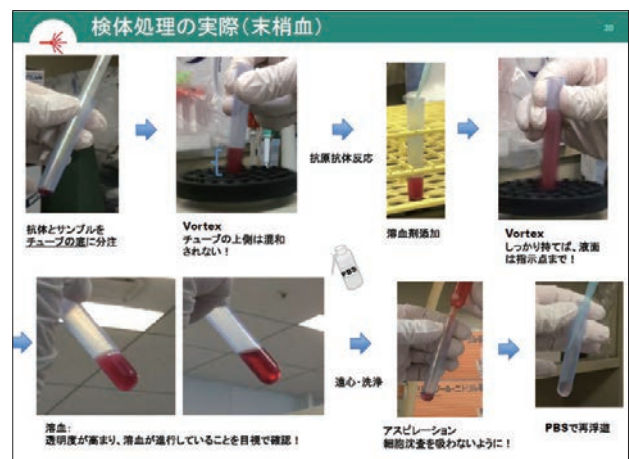 検体処理の実際(末梢血)
20
抗体とサンプルを
チューブの底に分注
Vortex
チューブの上側は混和
されない!
抗原抗体反応
溶血剤添加
Vortex
しっかり持てば、液面
は指示点まで!
PBS
溶血:
透明度が高まり、溶血が進行していることを目視で確認!
遠心・洗浄
アスピレーション
細胞沈査を吸わないように!
PBSで再浮遊